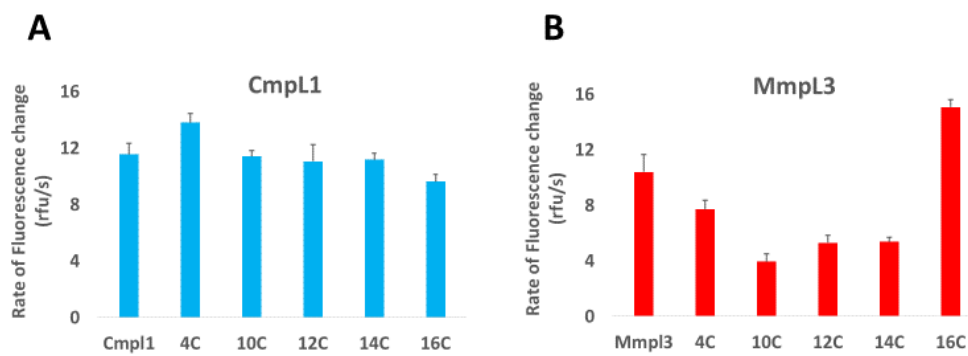 A
CmpL1
Rate of Fluorescence change
(rfu/s)
16
12
8
4
0
Cmpl1 4C 10C 12C 14C 16C
B
MmpL3
Rate of Fluorescence change
(rfu/s)
16
12
8
4
0
Mmpl3 4C 10C 12C 14C 16C